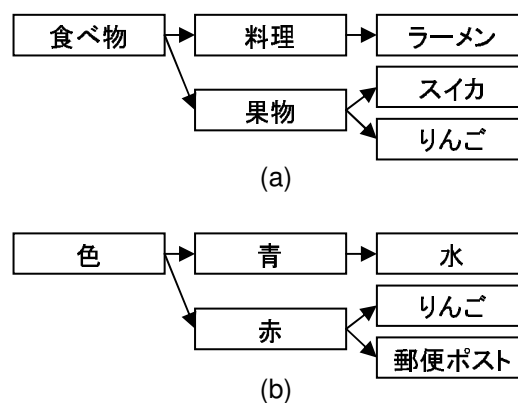 食べ物 料理 ラーメン
果物 スイカ
りんご
(a)
色 青 水
赤 りんご
郵便ポスト
(b)